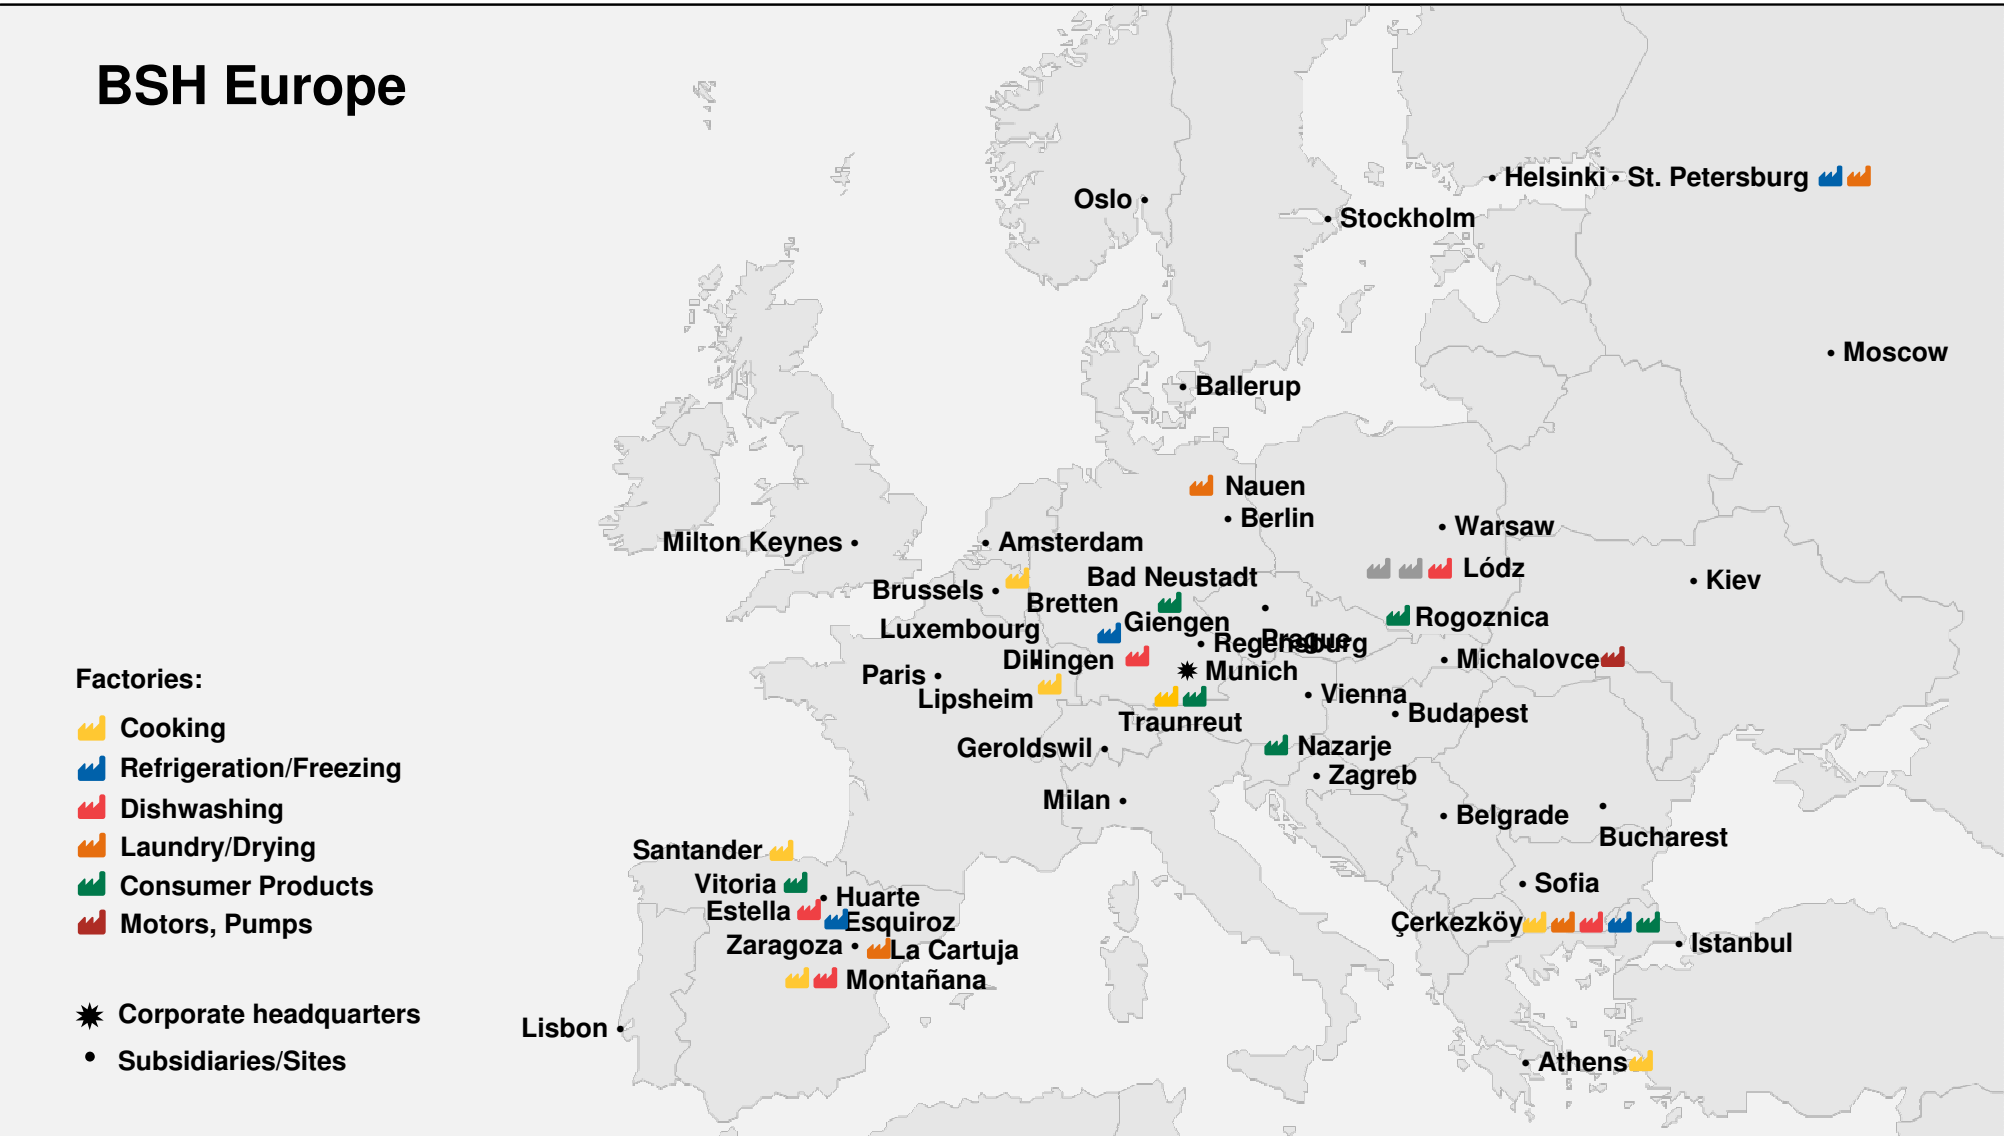 BSH Europe
Helsinki
St. Petersburg
Oslo
Stockholm
Moscow
Ballerup
Nauen
Berlin
Warsaw
Milton Keynes
Amsterdam
Lódz
Bad Neustadt
Kiev
Brussels
Bretten
Rogoznica
Giengen
Luxembourg
Prague
Regensburg
Dillingen
Michalovce
Munich
Paris
Factories:
Vienna
Lipsheim
Budapest
Traunreut
Cooking
Geroldswil
Nazarje
Refrigeration/Freezing
Zagreb
Milan
Dishwashing
Belgrade
Bucharest
Laundry/Drying
Santander
Vitoria
Sofia
Consumer Products
Huarte
Estella
Esquiroz
Çerkezköy
Motors, Pumps
Istanbul
Zaragoza
La Cartuja
Montañana
Corporate headquarters
Lisbon
Subsidiaries/Sites
Athens